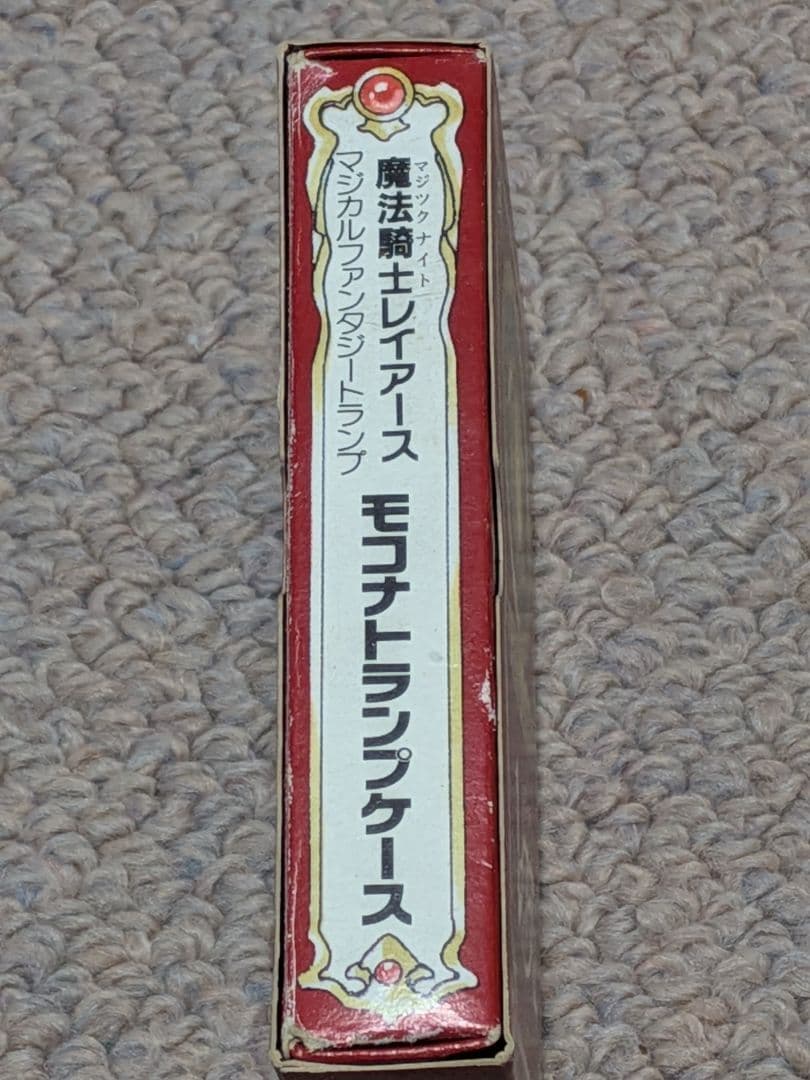 マジックナイト
魔法騎士レイアース
マジカルファンタジートランプ
モコナトランプケース